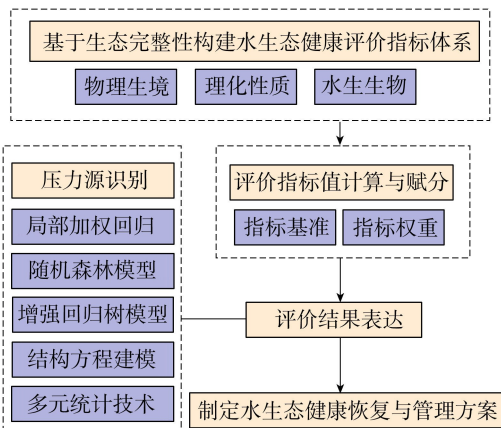 基于生态完整性构建水生态健康评价指标体系
物理生境 理化性质 水生生物
压力源识别
局部加权回归
随机森林模型
增强回归树模型
结构方程建模
多元统计技术
评价指标值计算与赋分
指标基准 指标权重
评价结果表达
制定水生态健康恢复与管理方案